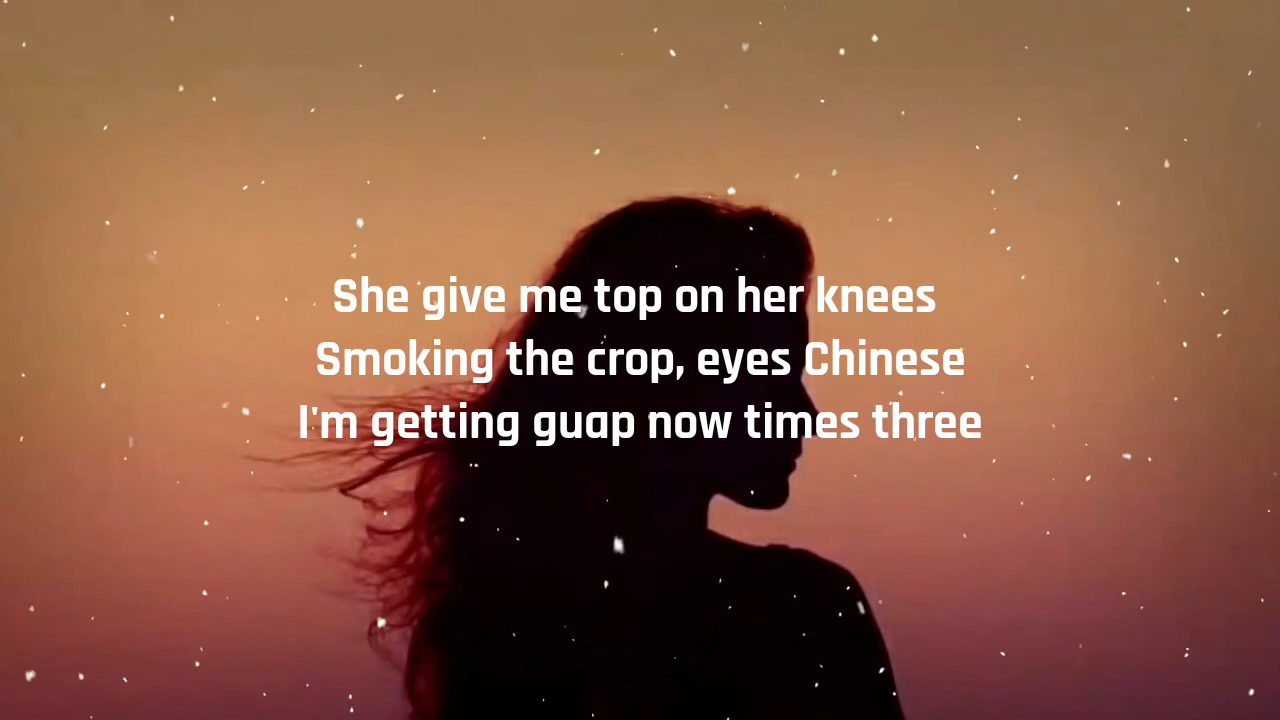 She give me top on her knees
Smoking the crop, eyes Chinese
I'm getting guap now times three